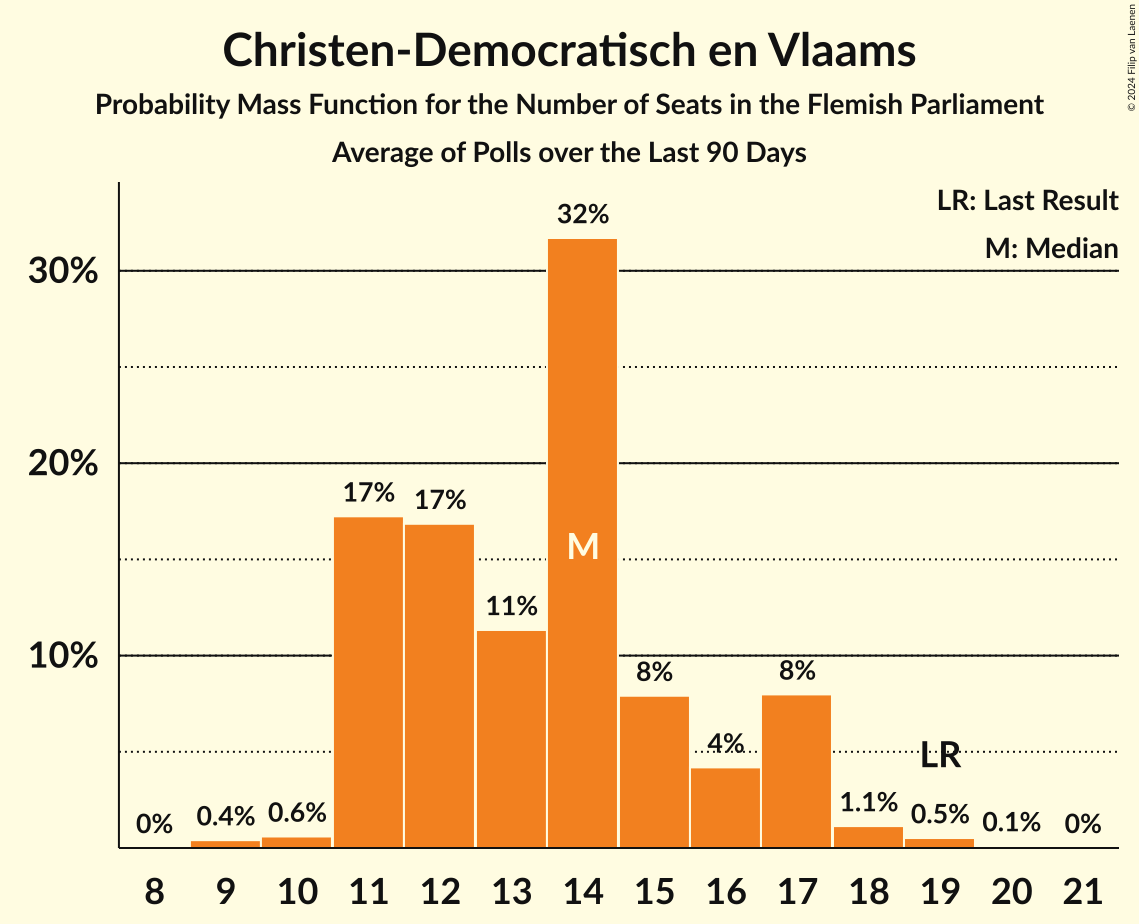 Christen-Democratisch en Vlaams
Probability Mass Function for the Number of Seats in the Flemish Parliament
Average of Polls over the Last 90 Days
© 2024 Filip van Laenen
LR: Last Result
M: Median
30%
20%
10%
0%
0.4%
0.6%
17%
17%
11%
32%
M
8%
4%
8%
1.1%
LR
0.5%
0.1%
0%
8 9 10 11 12 13 14 15 16 17 18 19 20 21